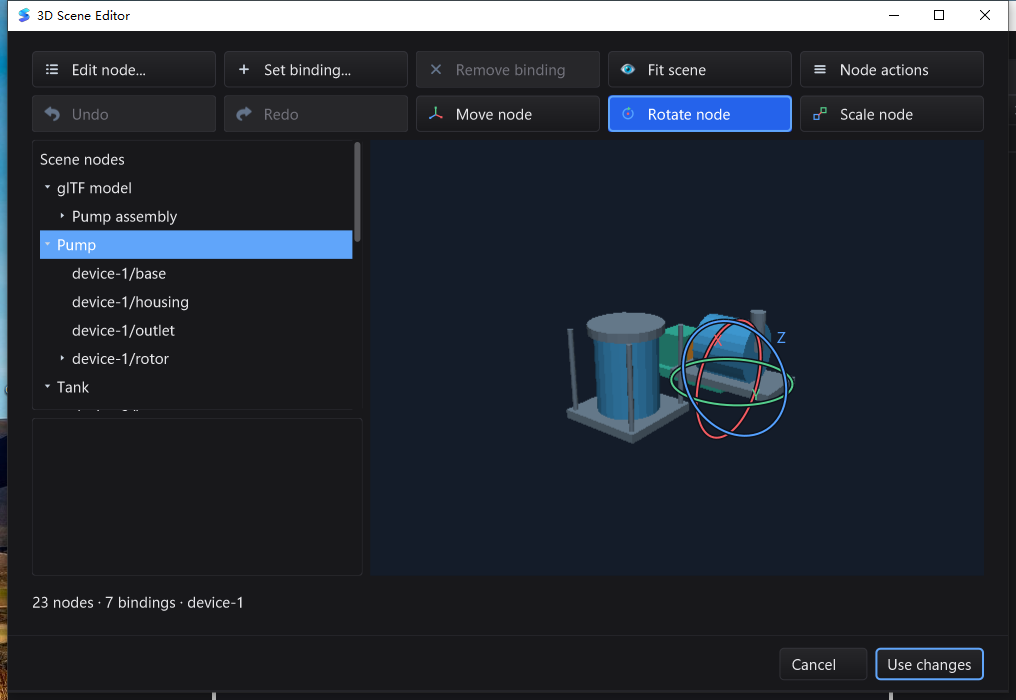 3D Scene Editor
Edit node...
Set binding...
Remove binding
Fit scene
Node actions
Undo
Redo
Move node
Rotate node
Scale node
Scene nodes
glTF model
Pump assembly
Pump
device-1/base
device-1/housing
device-1/outlet
device-1/rotor
Tank
X
Y
Z
23 nodes · 7 bindings · device-1
Cancel
Use changes